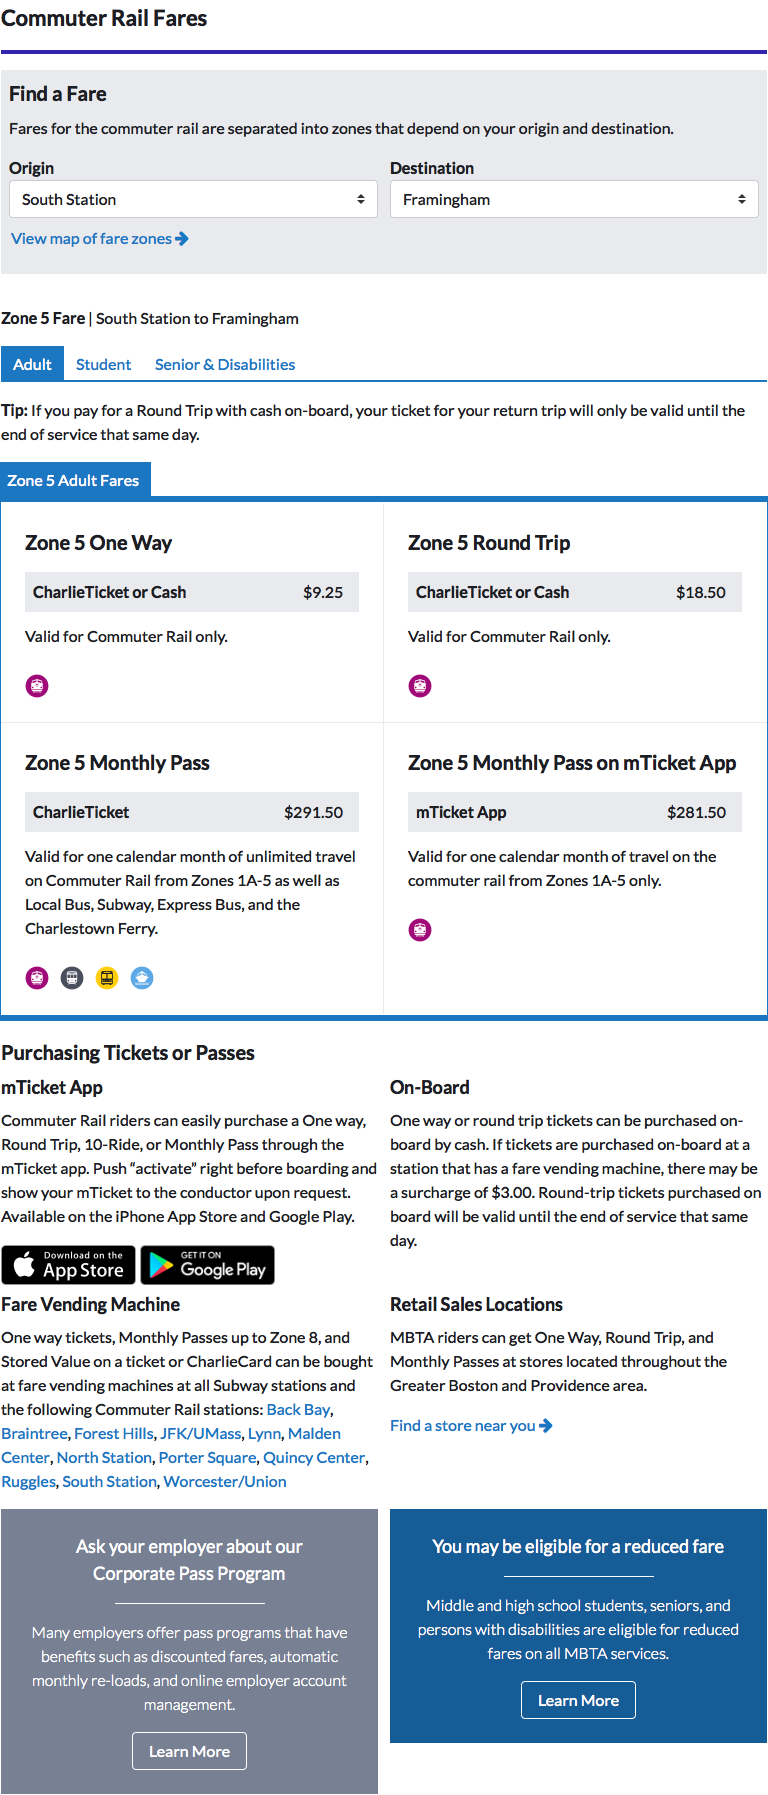 Commuter Rail Fares
Find a Fare
Fares for the commuter rail are separated into zones that depend on your origin and destination.
Origin
South Station
Destination
Framingham
View map of fare zones
Zone 5 Fare | South Station to Framingham
Adult
Student
Senior & Disabilities
Tip: If you pay for a Round Trip with cash on-board, your ticket for your return trip will only be valid until the
end of service that same day.
Zone 5 Adult Fares
Zone 5 One Way
CharlieTicket or Cash $9.25
Valid for Commuter Rail only.
Zone 5 Round Trip
CharlieTicket or Cash $18.50
Valid for Commuter Rail only.
Zone 5 Monthly Pass
CharlieTicket $291.50
Valid for one calendar month of unlimited travel
on Commuter Rail from Zones 1A-5 as well as
Local Bus, Subway, Express Bus, and the
Charlestown Ferry.
Zone 5 Monthly Pass on mTicket App
mTicket App $281.50
Valid for one calendar month of travel on the
commuter rail from Zones 1A-5 only.
Purchasing Tickets or Passes
mTicket App
Commuter Rail riders can easily purchase a One way,
Round Trip, 10-Ride, or Monthly Pass through the
mTicket app. Push “activate” right before boarding and
show your mTicket to the conductor upon request.
Available on the iPhone App Store and Google Play.
Download on the
App Store
GET IT ON
Google Play
On-Board
One way or round trip tickets can be purchased on-
board by cash. If tickets are purchased on-board at a
station that has a fare vending machine, there may be
a surcharge of $3.00. Round-trip tickets purchased on
board will be valid until the end of service that same
day.
Fare Vending Machine
One way tickets, Monthly Passes up to Zone 8, and
Stored Value on a ticket or CharlieCard can be bought
at fare vending machines at all Subway stations and
the following Commuter Rail stations: Back Bay,
Braintree, Forest Hills, JFK/UMass, Lynn, Malden
Center, North Station, Porter Square, Quincy Center,
Ruggles, South Station, Worcester/Union
Retail Sales Locations
MBTA riders can get One Way, Round Trip, and
Monthly Passes at stores located throughout the
Greater Boston and Providence area.
Find a store near you
Ask your employer about our
Corporate Pass Program
Many employers offer pass programs that have
benefits such as discounted fares, automatic
monthly re-loads, and online employer account
management.
Learn More
You may be eligible for a reduced fare
Middle and high school students, seniors, and
persons with disabilities are eligible for reduced
fares on all MBTA services.
Learn More